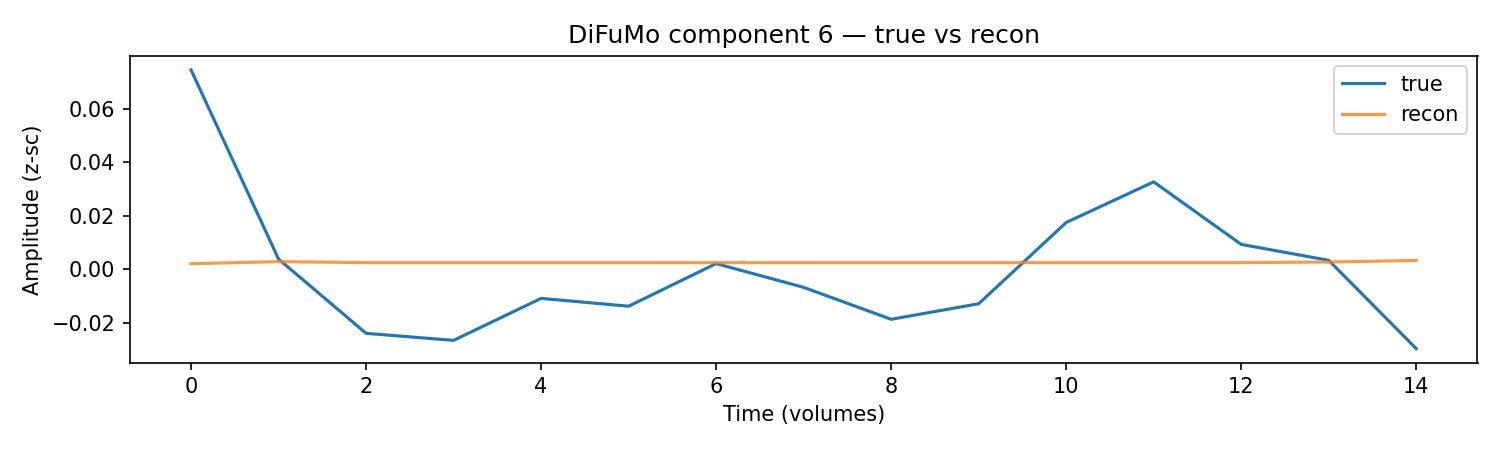 DiFuMo component 6 — true vs recon
true
recon
Amplitude (z-sc)
0.06
0.04
0.02
0.00
−0.02
0 2 4 6 8 10 12 14
Time (volumes)